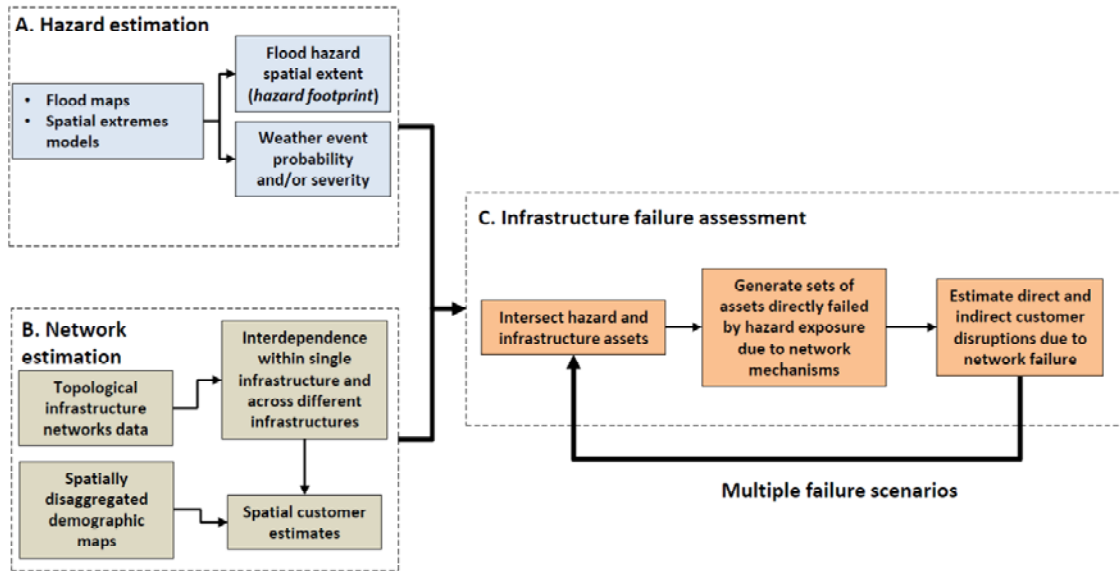 A. Hazard estimation
• Flood maps
• Spatial extremes
models
Flood hazard
spatial extent
(hazard footprint)
Weather event
probability
and/or severity
B. Network
estimation
Topological
infrastructure
networks data
Interdependence
within single
infrastructure and
across different
infrastructures
Spatially
disaggregated
demographic
maps
Spatial customer
estimates
C. Infrastructure failure assessment
Intersect hazard and
infrastructure assets
Generate sets of
assets directly failed
by hazard exposure
due to network
mechanisms
Estimate direct and
indirect customer
disruptions due to
network failure
Multiple failure scenarios